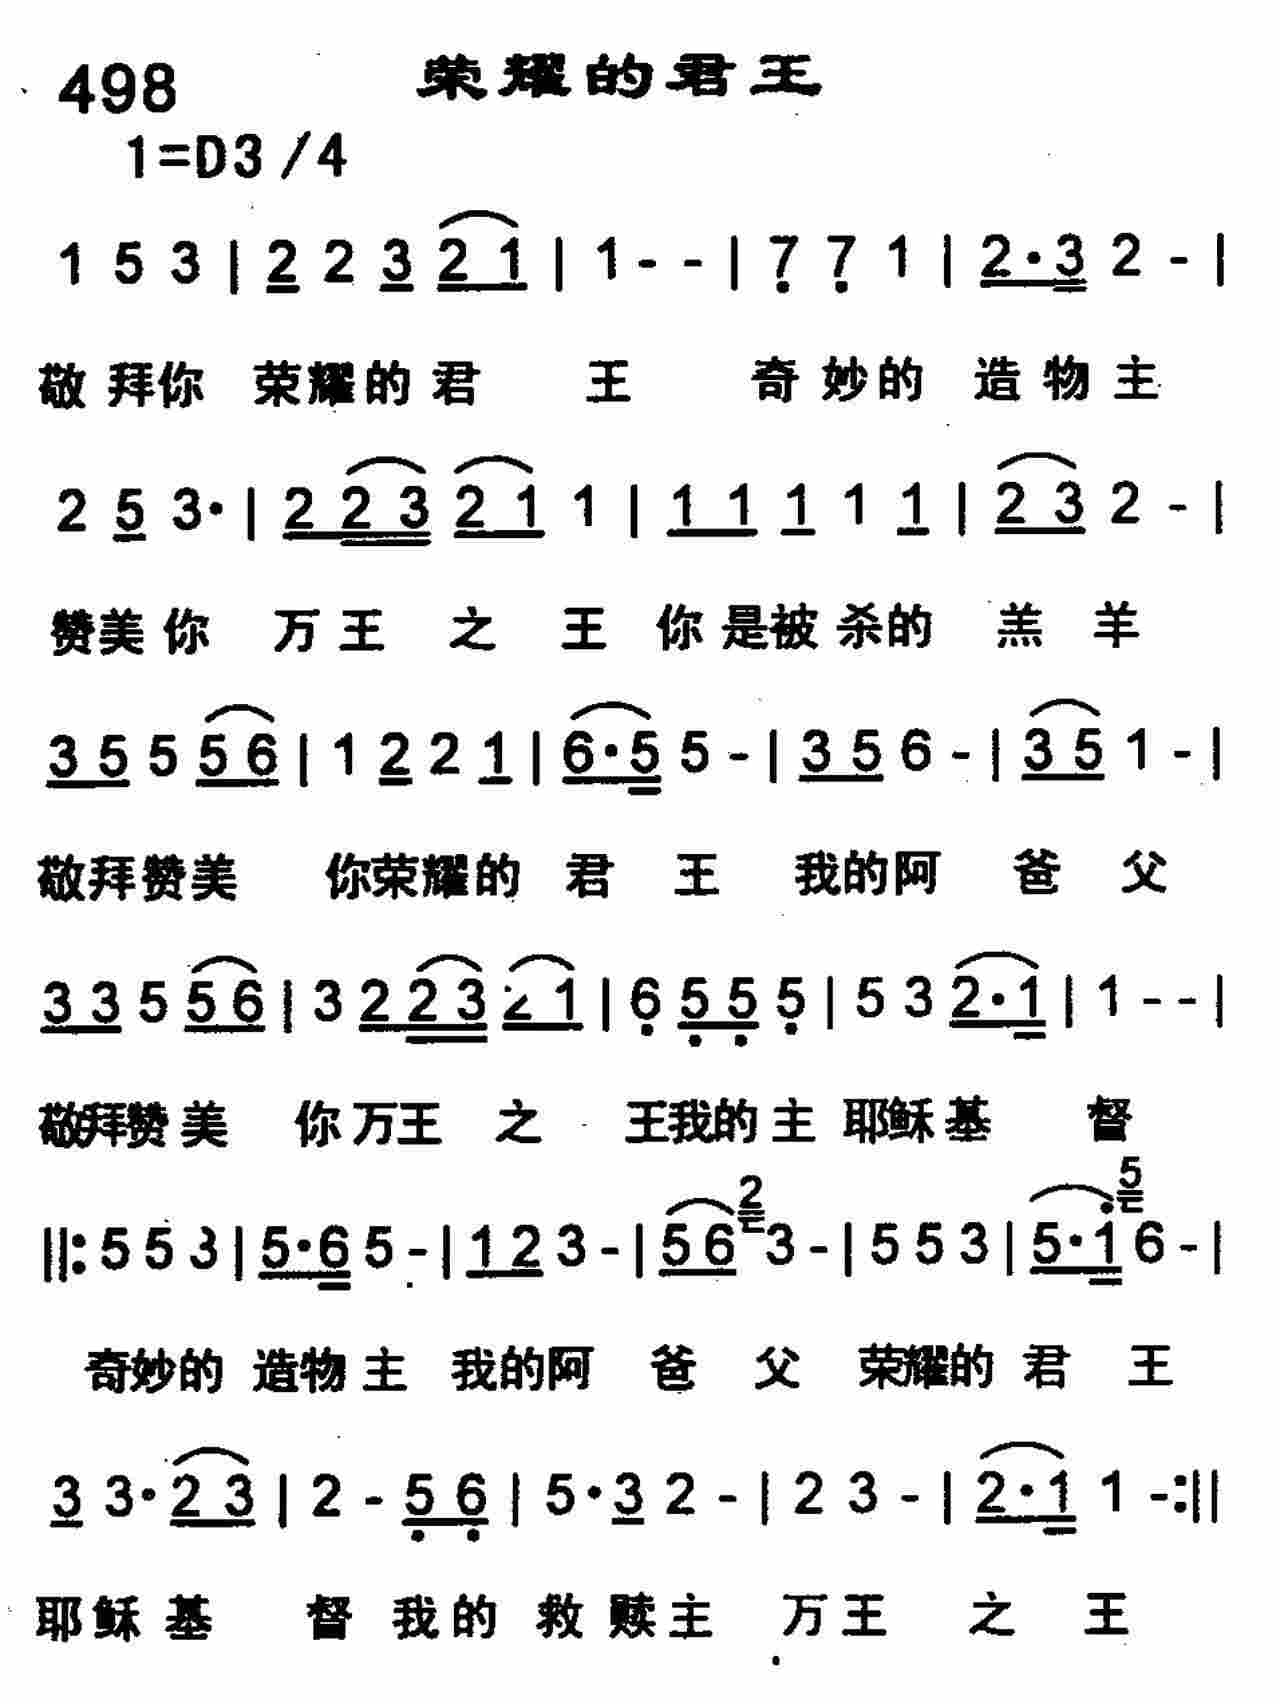 498 荣耀的君王
1=D3/4
1 5 3 | 2 2 3 2 1 | 1 - - | 7 7 1 | 2·3 2 - |
敬拜你 荣耀的君 王 奇妙的 造物主
2 5 3· | 2 2 3 2 1 1 | 1 1 1 1 1 | 2 3 2 - |
赞美你 万王 之 王 你是被杀的 羔 羊
3 5 5 5 6 | 1 2 2 1 | 6·5 5 - | 3 5 6 - | 3 5 1 - |
敬拜赞美 你荣耀的 君 王 我的阿 爸 父
3 3 5 5 6 | 3 2 2 3 2 1 | 6 5 5 5 | 5 3 2·1 | 1 - - |
敬拜赞美 你万王 之 王我的主 耶稣基 督
||: 5 5 3 | 5·6 5 - | 1 2 3 - | 5 6 2 3 - | 5 5 3 | 5·1 5 6 - |
奇妙的 造物主 我的阿 爸 父 荣耀的 君 王
3 3· 2 3 | 2 - 5 6 | 5·3 2 - | 2 3 - | 2·1 1 - :||
耶稣基 督 我的 救赎主 万王 之 王